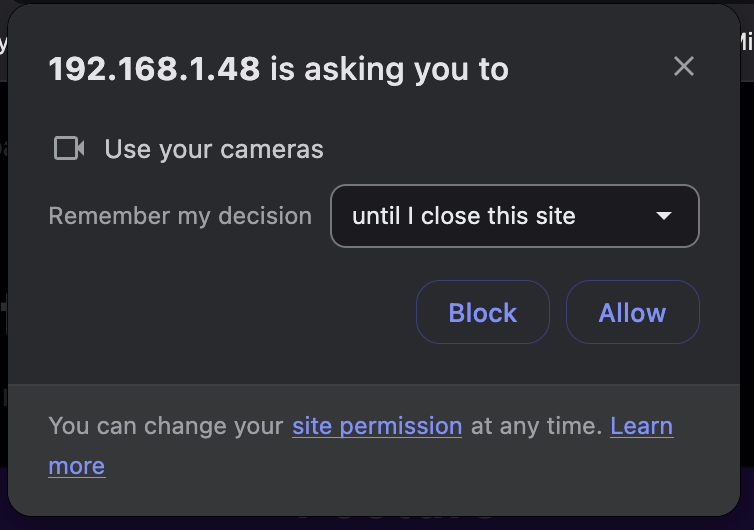 192.168.1.48 is asking you to
Use your cameras
Remember my decision until I close this site
Block Allow
You can change your site permission at any time. Learn
more